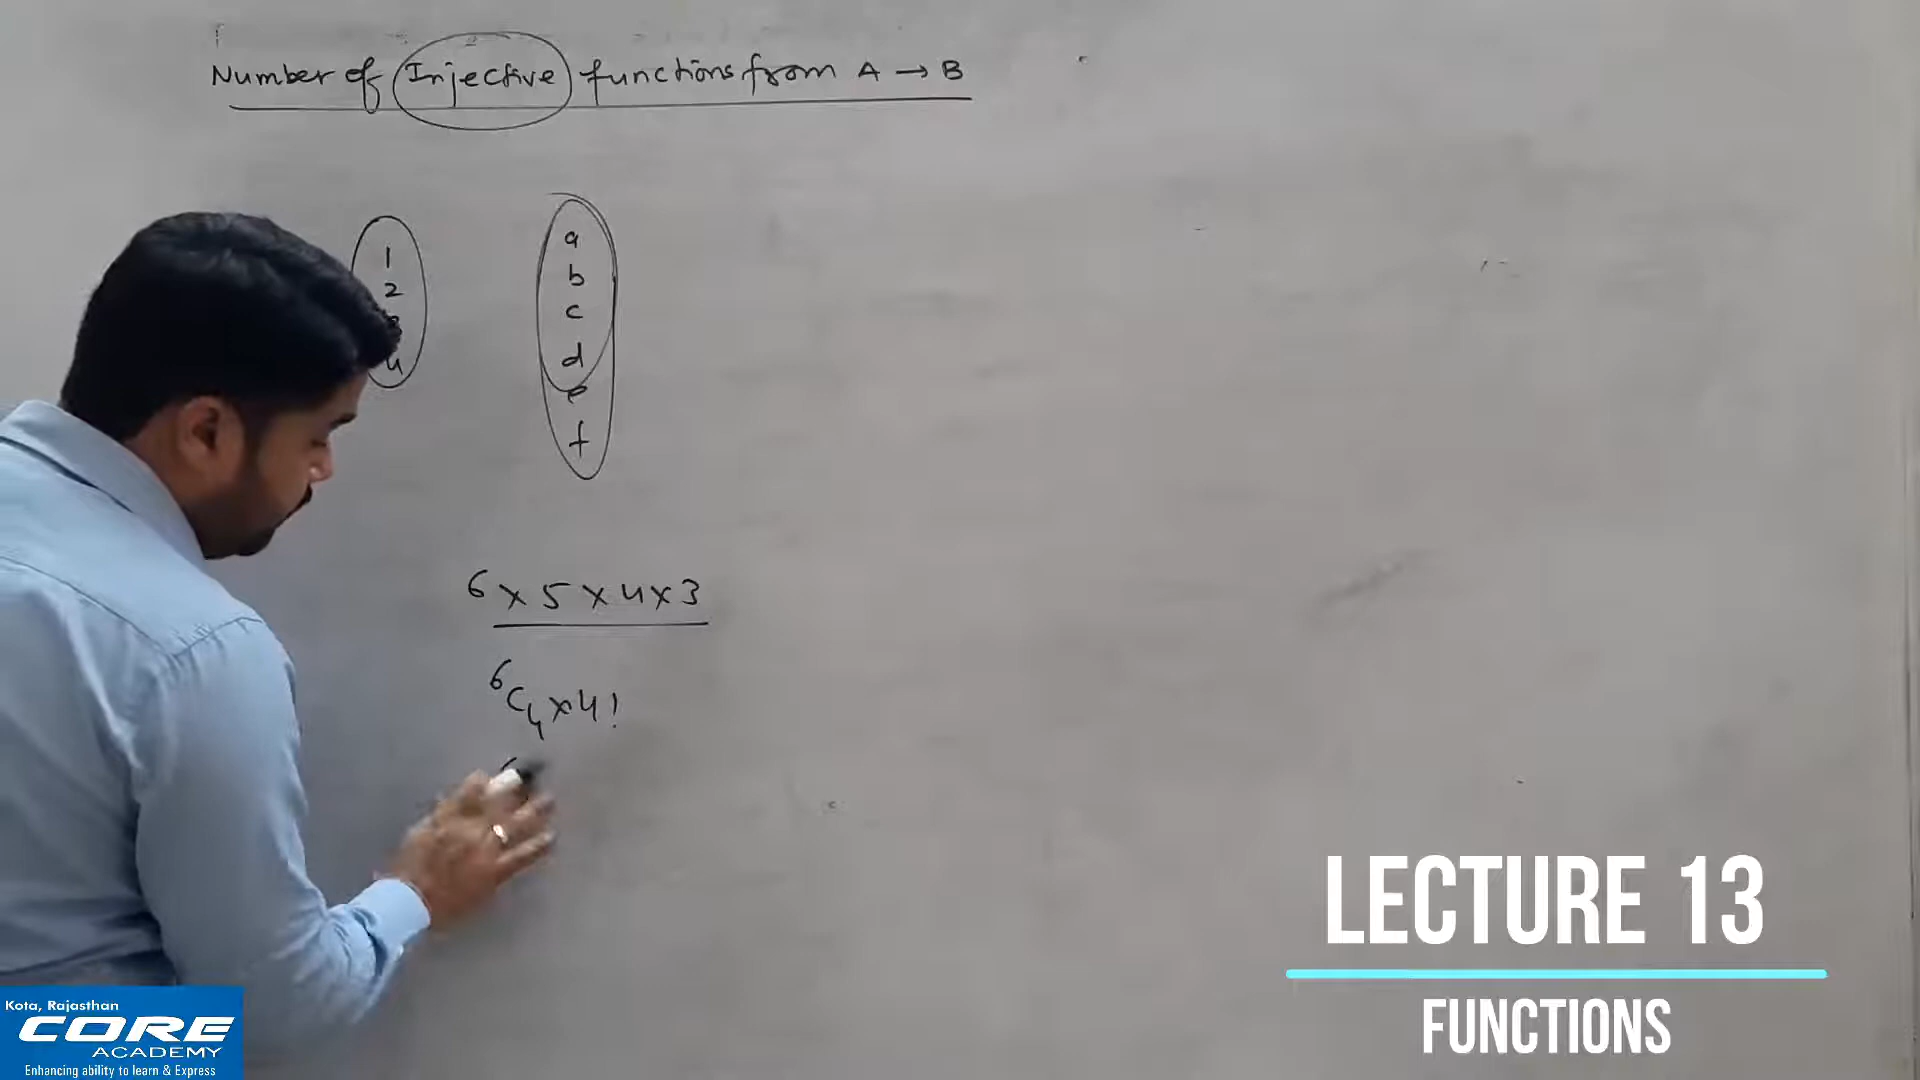 Number of Injective functions from A → B
1
2
4
a
b
c
d
e
f
6 × 5 × 4 × 3
⁶C₄ × 4!
LECTURE 13
FUNCTIONS
Kota, Rajasthan
CORE
ACADEMY
Enhancing ability to learn & Express